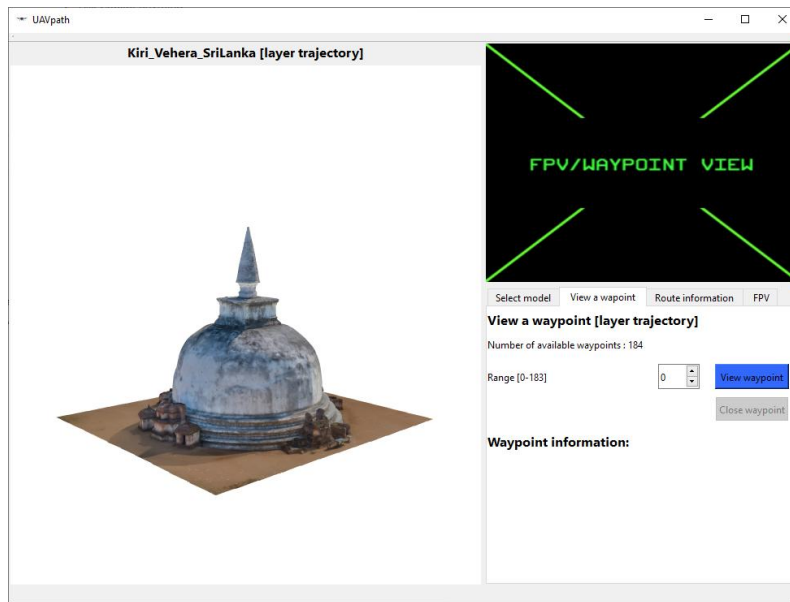 UAVpath
Kiri_Vehera_SriLanka [layer trajectory]
FPV/WAYPOINT VIEW
Select model
View a wapoint
Route information
FPV
View a waypoint [layer trajectory]
Number of available waypoints : 184
Range [0-183]
0
View waypoint
Close waypoint
Waypoint information: